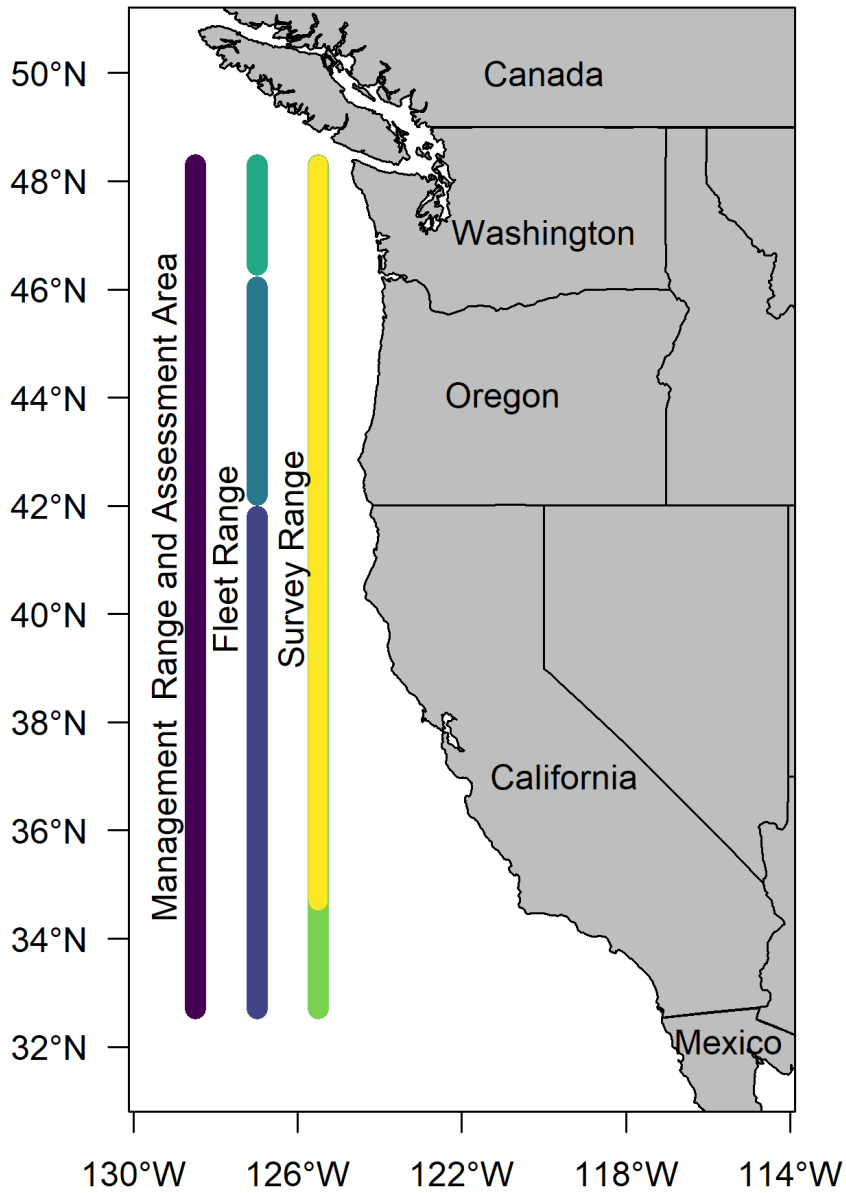 50°N
48°N
46°N
44°N
42°N
40°N
38°N
36°N
34°N
32°N
130°W
126°W
122°W
118°W
114°W
Management  Range and Assessment Area
Fleet Range
Survey Range
Canada
Washington
Oregon
California
Mexico